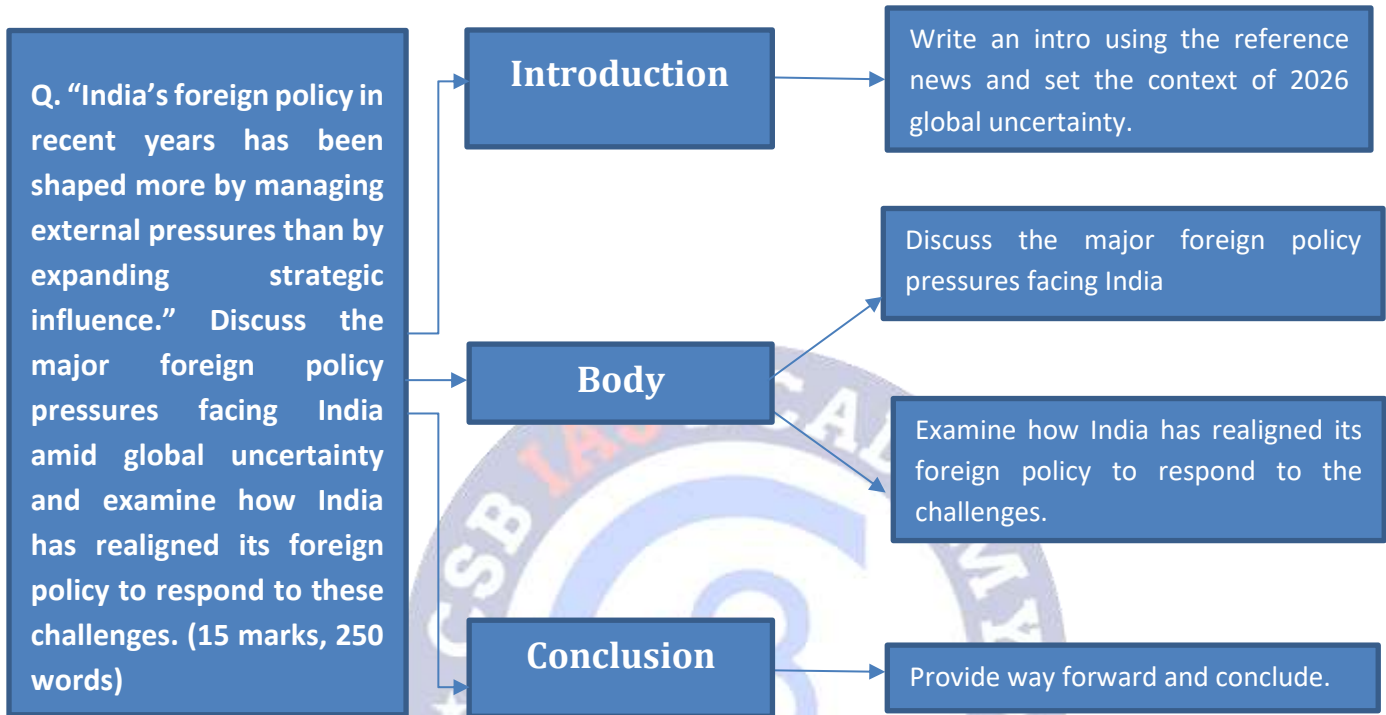 Q. “India’s foreign policy in
recent years has been
shaped more by managing
external pressures than by
expanding strategic
influence.” Discuss the
major foreign policy
pressures facing India
amid global uncertainty
and examine how India
has realigned its foreign
policy to respond to these
challenges. (15 marks, 250
words)
Introduction
Write an intro using the reference
news and set the context of 2026
global uncertainty.
Body
Discuss the major foreign policy
pressures facing India
Examine how India has realigned its
foreign policy to respond to the
challenges.
Conclusion
Provide way forward and conclude.
CSB IAS ACADEMY